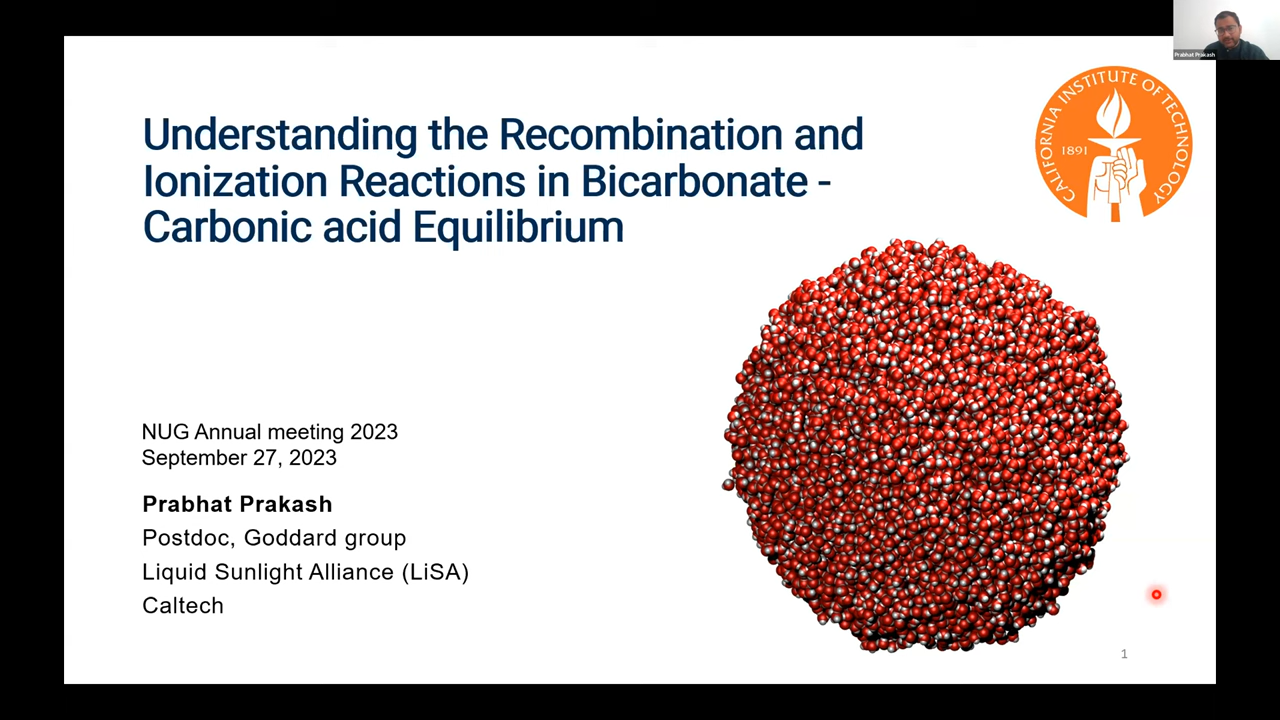 Understanding the Recombination and
Ionization Reactions in Bicarbonate -
Carbonic acid Equilibrium
NUG Annual meeting 2023
September 27, 2023
Prabhat Prakash
Postdoc, Goddard group
Liquid Sunlight Alliance (LiSA)
Caltech
CALIFORNIA INSTITUTE OF TECHNOLOGY
1891
Prabhat Prakash
1